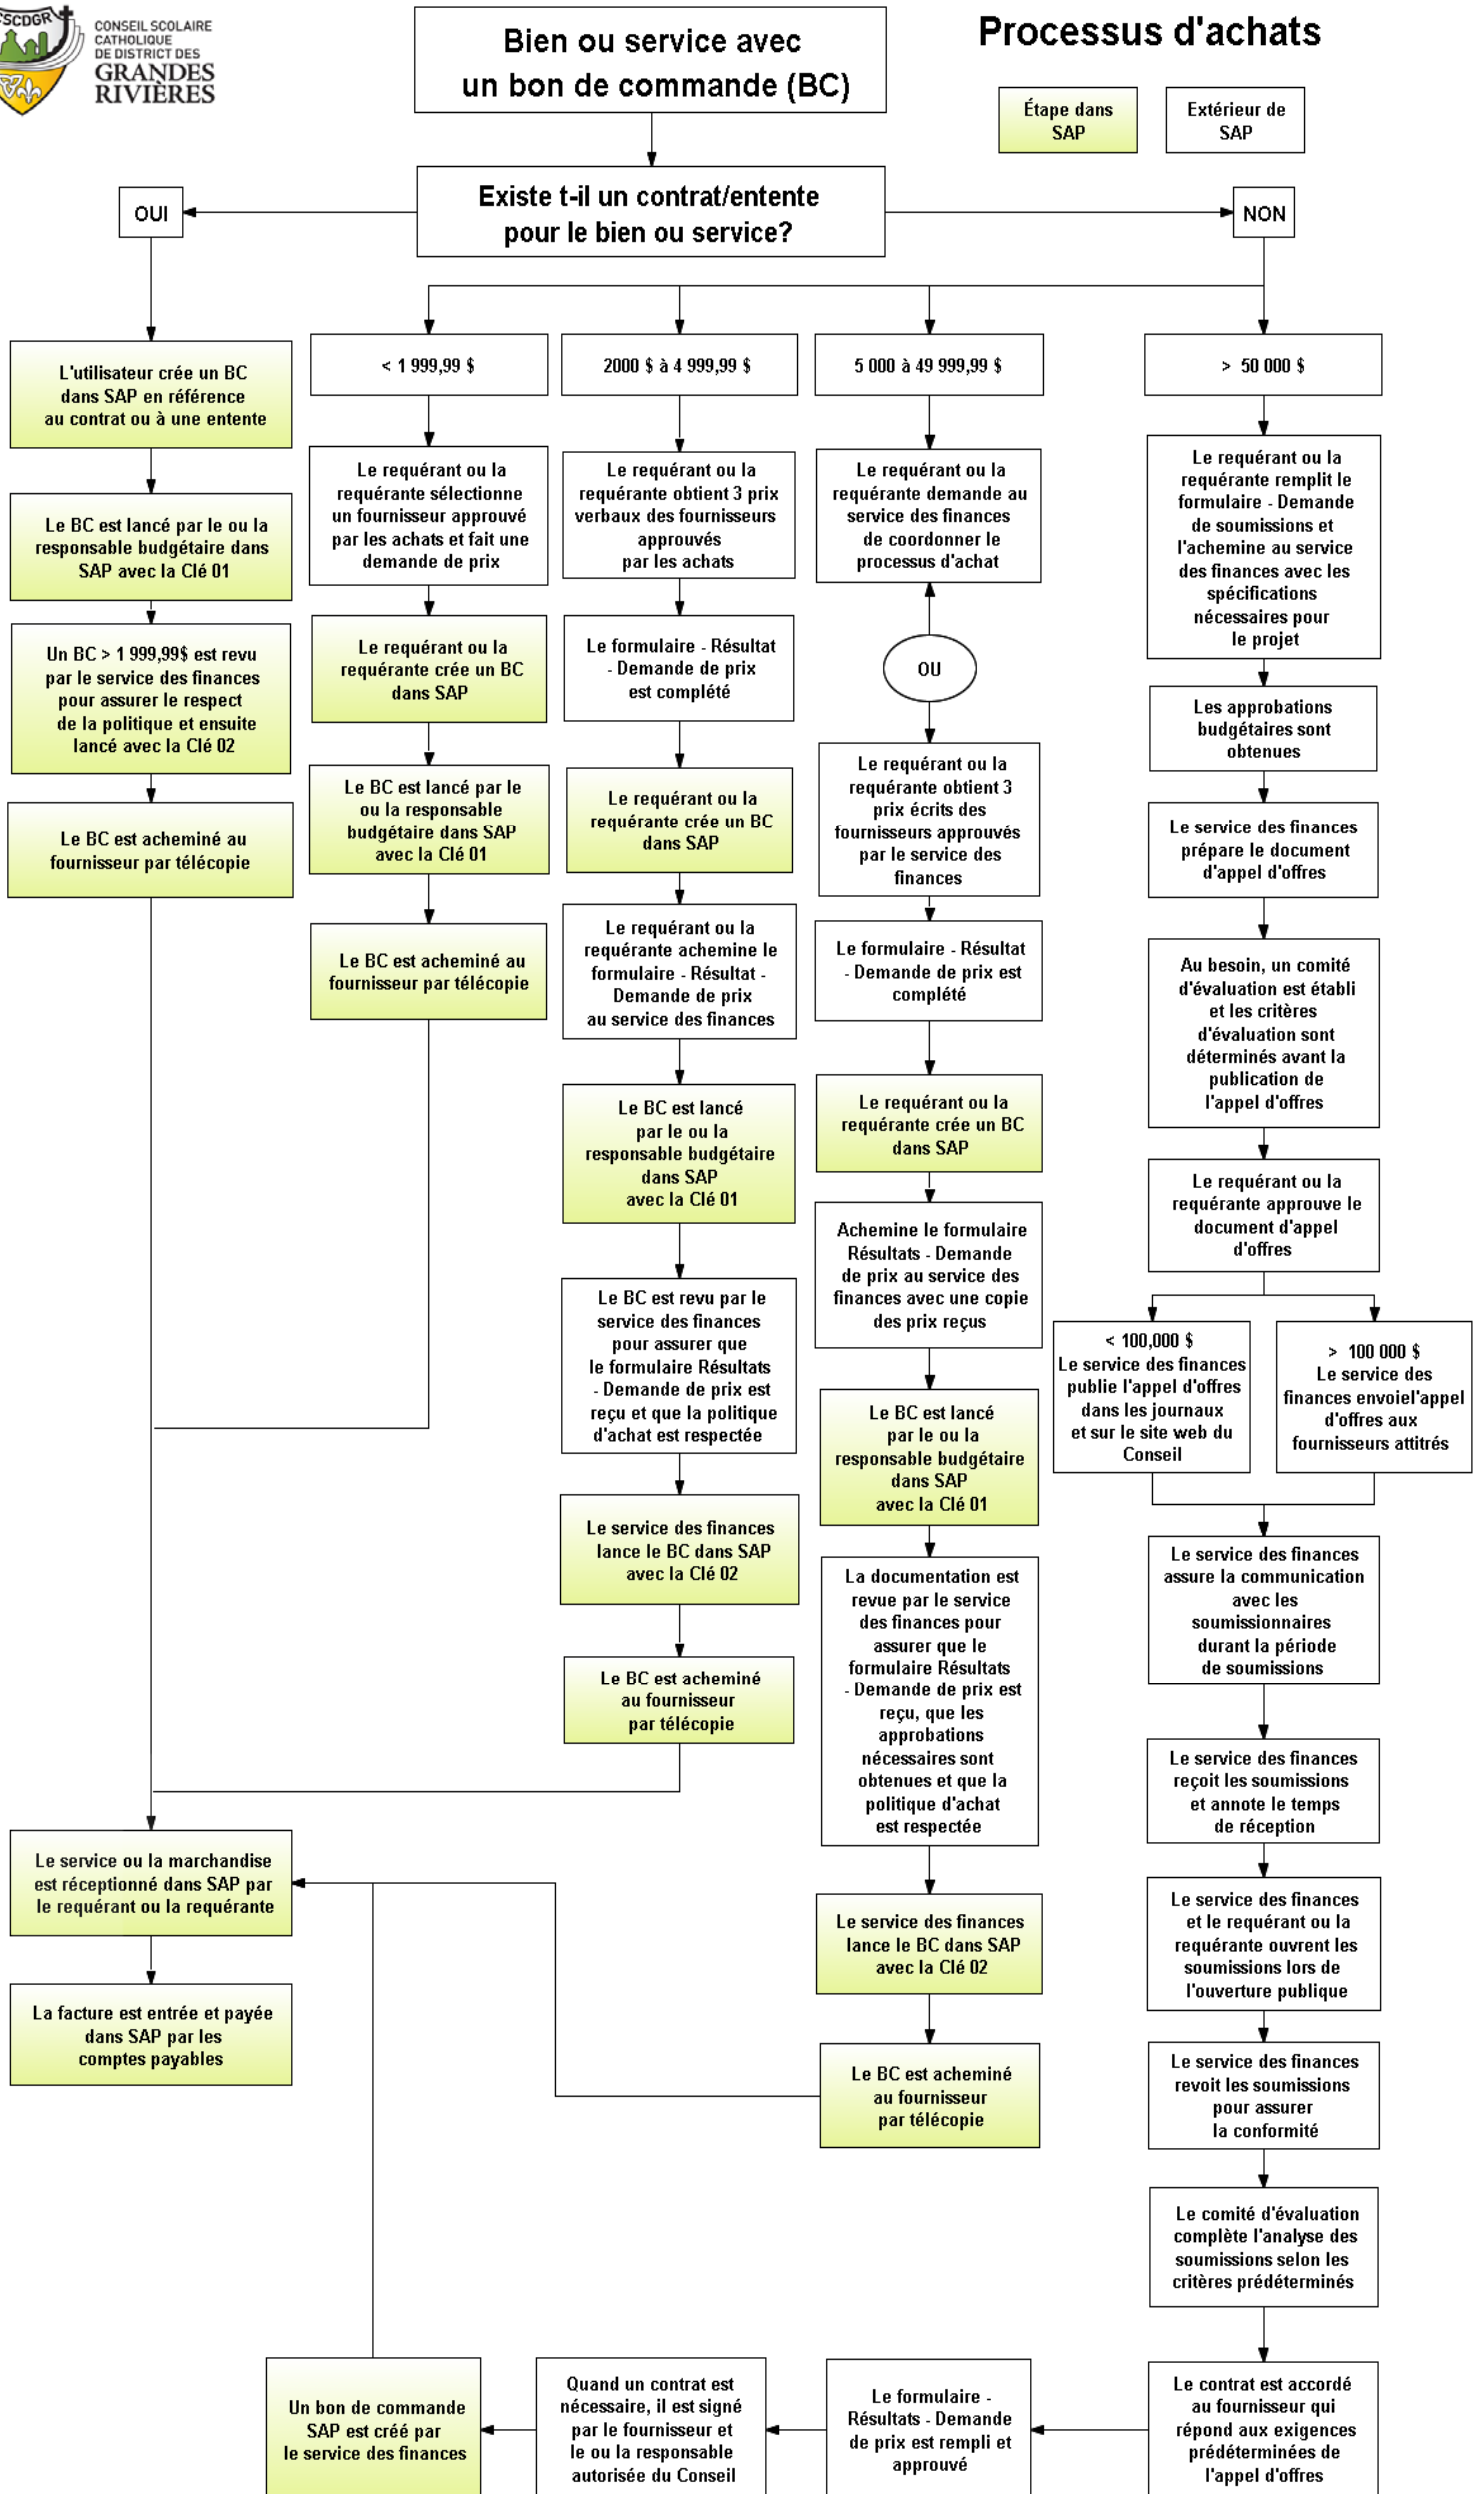 CSCDGR
CONSEIL SCOLAIRE
CATHOLIQUE
DE DISTRICT DES
GRANDES
RIVIÈRES
Bien ou service avec
un bon de commande (BC)
Processus d'achats
Étape dans
SAP
Extérieur de
SAP
Existe t-il un contrat/entente
pour le bien ou service?
OUI
NON
L'utilisateur crée un BC
dans SAP en référence
au contrat ou à une entente
Le BC est lancé par le ou la
responsable budgétaire dans
SAP avec la Clé 01
Un BC > 1 999,99$ est revu
par le service des finances
pour assurer le respect
de la politique et ensuite
lancé avec la Clé 02
Le BC est acheminé au
fournisseur par télécopie
< 1 999,99 $
Le requérant ou la
requérante sélectionne
un fournisseur approuvé
par les achats et fait une
demande de prix
Le requérant ou la
requérante crée un BC
dans SAP
Le BC est lancé par le
ou la responsable
budgétaire dans SAP
avec la Clé 01
Le BC est acheminé au
fournisseur par télécopie
2000 $ à 4 999,99 $
Le requérant ou la
requérante obtient 3 prix
verbaux des fournisseurs
approuvés
par les achats
Le formulaire - Résultat
- Demande de prix
est complété
Le requérant ou la
requérante crée un BC
dans SAP
Le requérant ou la
requérante achemine le
formulaire - Résultat -
Demande de prix
au service des finances
Le BC est lancé
par le ou la
responsable budgétaire
dans SAP
avec la Clé 01
Le BC est revu par le
service des finances
pour assurer que
le formulaire Résultats
- Demande de prix est
reçu et que la politique
d'achat est respectée
Le service des finances
lance le BC dans SAP
avec la Clé 02
Le BC est acheminé
au fournisseur
par télécopie
5 000 à 49 999,99 $
Le requérant ou la
requérante demande au
service des finances
de coordonner le
processus d'achat
OU
Le requérant ou la
requérante obtient 3
prix écrits des
fournisseurs approuvés
par le service des
finances
Le formulaire - Résultat
- Demande de prix est
complété
Le requérant ou la
requérante crée un BC
dans SAP
Achemine le formulaire
Résultats - Demande
de prix au service des
finances avec une copie
des prix reçus
Le BC est lancé
par le ou la
responsable budgétaire
dans SAP
avec la Clé 01
La documentation est
revue par le service
des finances pour
assurer que le
formulaire Résultats
- Demande de prix est
reçu, que les
approbations
nécessaires sont
obtenues et que la
politique d'achat
est respectée
Le service des finances
lance le BC dans SAP
avec la Clé 02
Le BC est acheminé
au fournisseur
par télécopie
> 50 000 $
Le requérant ou la
requérante remplit le
formulaire - Demande
de soumissions et
l'achemine au service
des finances avec les
spécifications
nécessaires pour
le projet
Les approbations
budgétaires sont
obtenues
Le service des finances
prépare le document
d'appel d'offres
Au besoin, un comité
d'évaluation est établi
et les critères
d'évaluation sont
déterminés avant la
publication de
l'appel d'offres
Le requérant ou la
requérante approuve le
document d'appel
d'offres
< 100,000 $
Le service des finances
publie l'appel d'offres
dans les journaux
et sur le site web du
Conseil
> 100 000 $
Le service des
finances envoiel'appel
d'offres aux
fournisseurs attitrés
Le service des finances
assure la communication
avec les
soumissionnaires
durant la période
de soumissions
Le service des finances
reçoit les soumissions
et annote le temps
de réception
Le service des finances
et le requérant ou la
requérante ouvrent les
soumissions lors de
l'ouverture publique
Le service des finances
revoit les soumissions
pour assurer
la conformité
Le comité d'évaluation
complète l'analyse des
soumissions selon les
critères prédéterminés
Le contrat est accordé
au fournisseur qui
répond aux exigences
prédéterminées de
l'appel d'offres
Le formulaire -
Résultats - Demande
de prix est rempli et
approuvé
Quand un contrat est
nécessaire, il est signé
par le fournisseur et
le ou la responsable
autorisée du Conseil
Un bon de commande
SAP est créé par
le service des finances
Le service ou la marchandise
est réceptionné dans SAP par
le requérant ou la requérante
La facture est entrée et payée
dans SAP par les
comptes payables